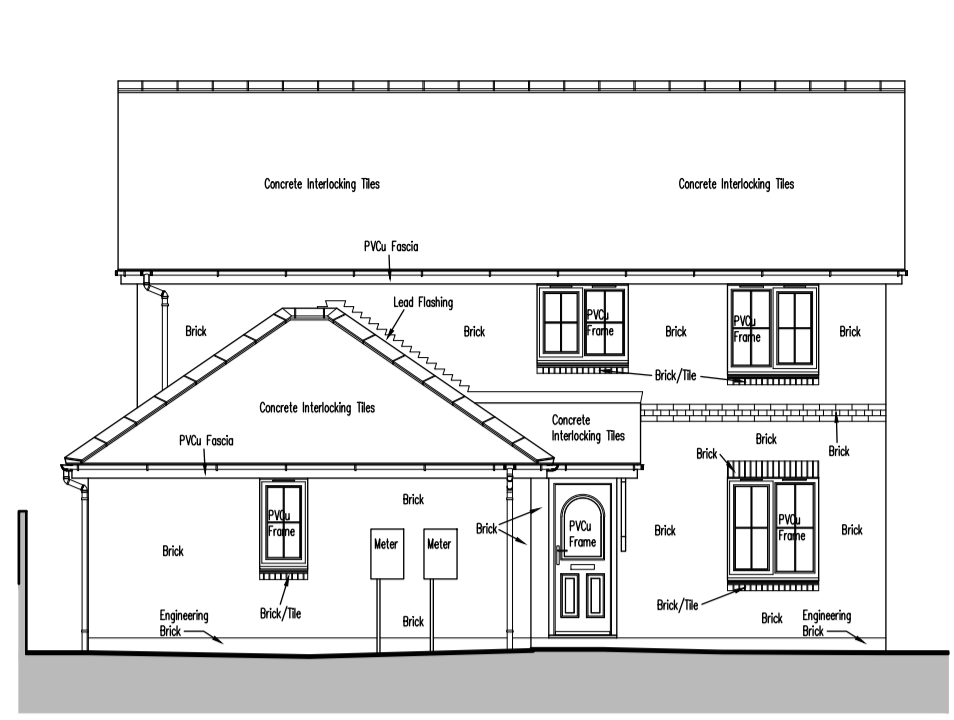 Concrete Interlocking Tiles
Concrete Interlocking Tiles
PVCu Fascia
Lead Flashing
Brick
Brick
PVCu
Frame
Brick
PVCu
Frame
Brick
Brick/Tile
Concrete Interlocking Tiles
Concrete
Interlocking Tiles
PVCu Fascia
Brick
Brick
Brick
Brick
PVCu
Frame
Brick
PVCu
Frame
Brick
PVCu
Frame
Brick
Brick
Meter
Meter
Brick/Tile
Brick/Tile
Engineering
Brick
Brick
Brick
Engineering
Brick